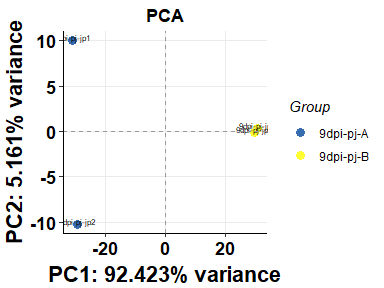 PCA
PC2: 5.161% variance
10
5
0
-5
-10
-20
0
20
PC1: 92.423% variance
Group
9dpi-pj-A
9dpi-pj-B